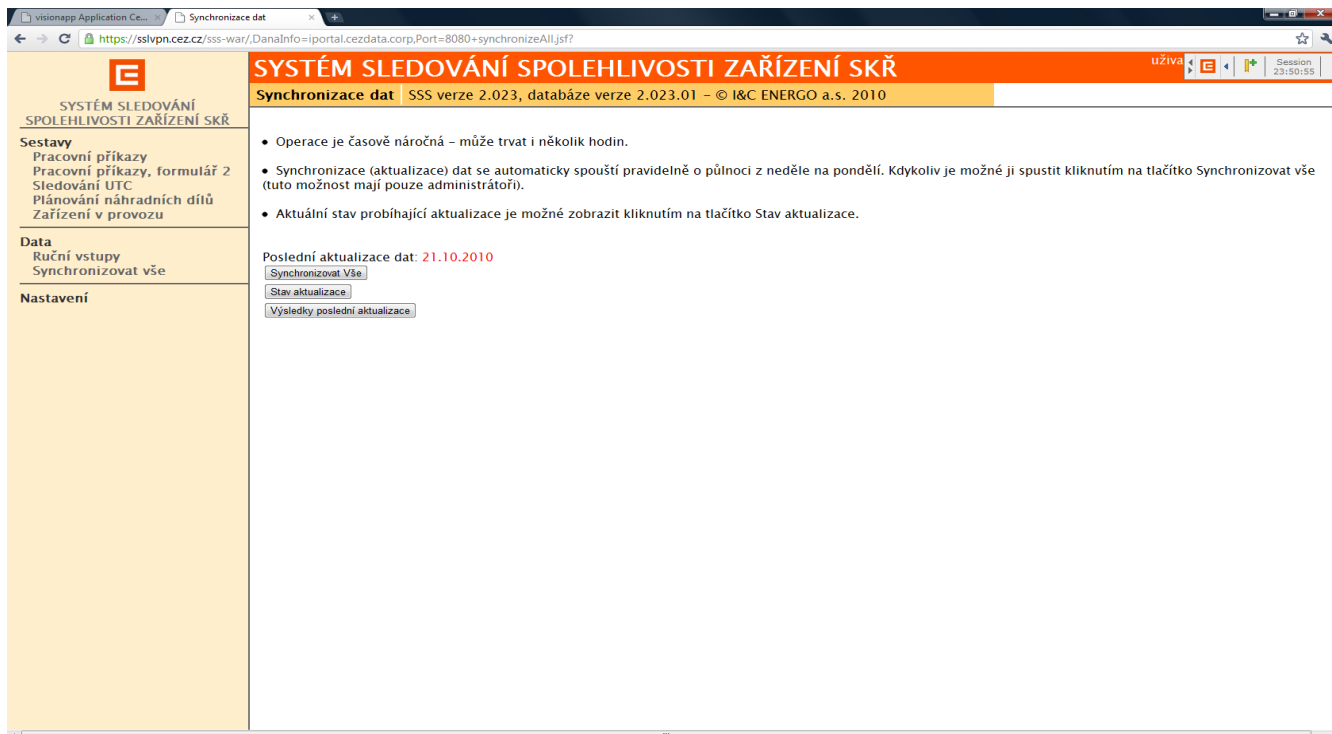 visionapp Application Ce...
Synchronizace dat
https://sslvpn.cez.cz/sss-war/,DanaInfo=iportal.cezdata.corp,Port=8080+synchronizeAll.jsf?
SYSTÉM SLEDOVÁNÍ SPOLEHLIVOSTI ZAŘÍZENÍ SKŘ
uživa
Session
23:50:55
Synchronizace dat SSS verze 2.023, databáze verze 2.023.01 – © I&C ENERGO a.s. 2010
SYSTÉM SLEDOVÁNÍ
SPOLEHLIVOSTI ZAŘÍZENÍ SKŘ
Sestavy
Pracovní příkazy
Pracovní příkazy, formulář 2
Sledování UTC
Plánování náhradních dílů
Zařízení v provozu
Data
Ruční vstupy
Synchronizovat vše
Nastavení
• Operace je časově náročná – může trvat i několik hodin.
• Synchronizace (aktualizace) dat se automaticky spouští pravidelně o půlnoci z neděle na pondělí. Kdykoliv je možné ji spustit kliknutím na tlačítko Synchronizovat vše
(tuto možnost mají pouze administrátoři).
• Aktuální stav probíhající aktualizace je možné zobrazit kliknutím na tlačítko Stav aktualizace.
Poslední aktualizace dat: 21.10.2010
Synchronizovat Vše
Stav aktualizace
Výsledky poslední aktualizace